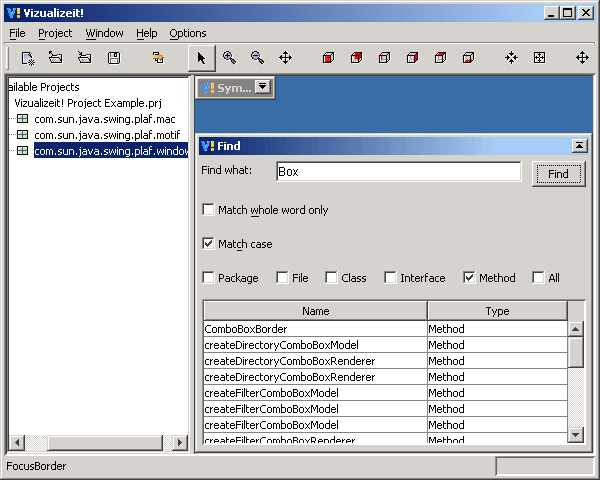 V! Vizualizeit!
File Project Window Help Options
ailable Projects
Vizualizeit! Project Example.prj
com.sun.java.swing.plaf.mac
com.sun.java.swing.plaf.motif
com.sun.java.swing.plaf.window
V! Sym...
V! Find
Find what: Box Find
Match whole word only
Match case
Package File Class Interface Method All
Name Type
ComboBoxBorder Method
createDirectoryComboBoxModel Method
createDirectoryComboBoxRenderer Method
createDirectoryComboBoxRenderer Method
createFilterComboBoxModel Method
createFilterComboBoxModel Method
createFilterComboBoxModel Method
createFilterComboBoxRenderer Method
FocusBorder